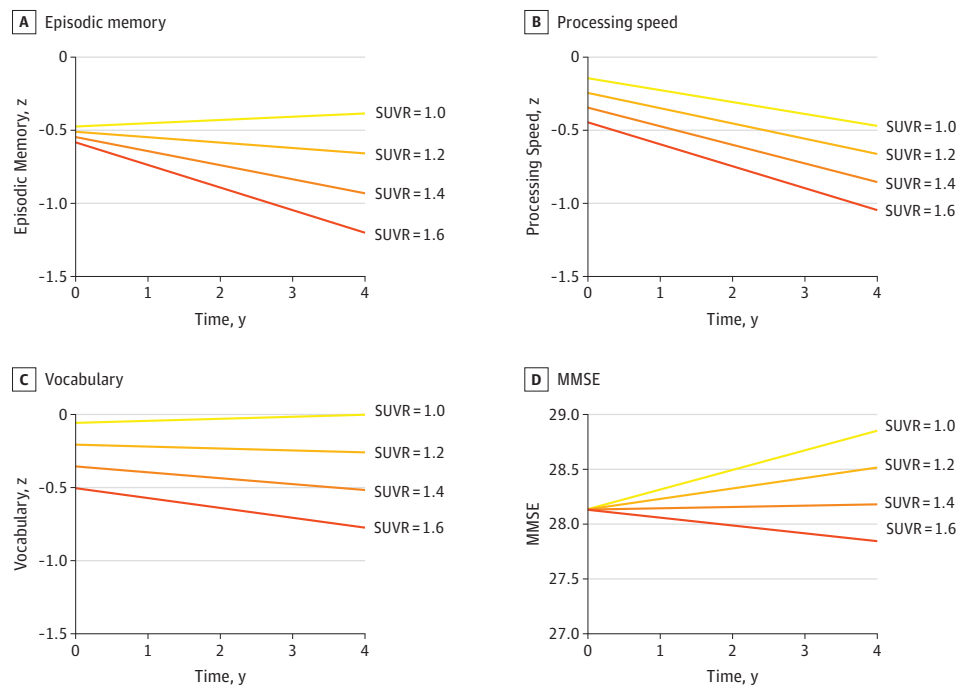 A Episodic memory
0
-0.5
-1.0
-1.5
Episodic Memory, z
SUVR = 1.0
SUVR = 1.2
SUVR = 1.4
SUVR = 1.6
0 1 2 3 4
Time, y
B Processing speed
0
-0.5
-1.0
-1.5
Processing Speed, z
SUVR = 1.0
SUVR = 1.2
SUVR = 1.4
SUVR = 1.6
0 1 2 3 4
Time, y
C Vocabulary
0
-0.5
-1.0
-1.5
Vocabulary, z
SUVR = 1.0
SUVR = 1.2
SUVR = 1.4
SUVR = 1.6
0 1 2 3 4
Time, y
D MMSE
29.0
28.5
28.0
27.5
27.0
MMSE
SUVR = 1.0
SUVR = 1.2
SUVR = 1.4
SUVR = 1.6
0 1 2 3 4
Time, y